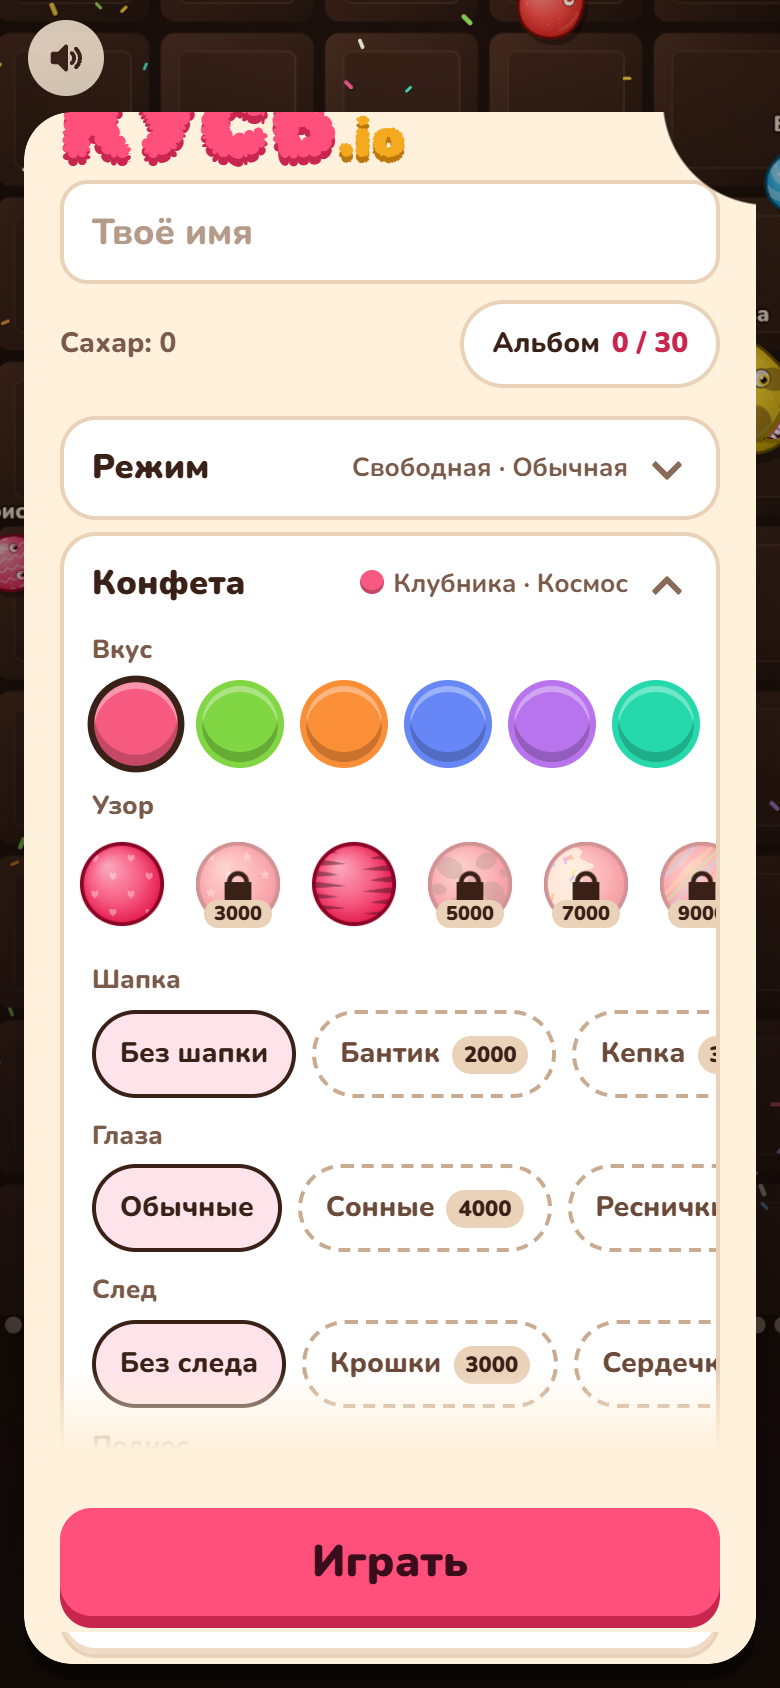 КУСЬ.io
Твоё имя
Сахар: 0
Альбом 0 / 30
Режим
Свободная · Обычная
Конфета
Клубника · Космос
Вкус
Узор
3000
5000
7000
Шапка
Без шапки
Бантик 2000
Кепка
Глаза
Обычные
Сонные 4000
След
Без следа
Крошки 3000
Поднос
Играть